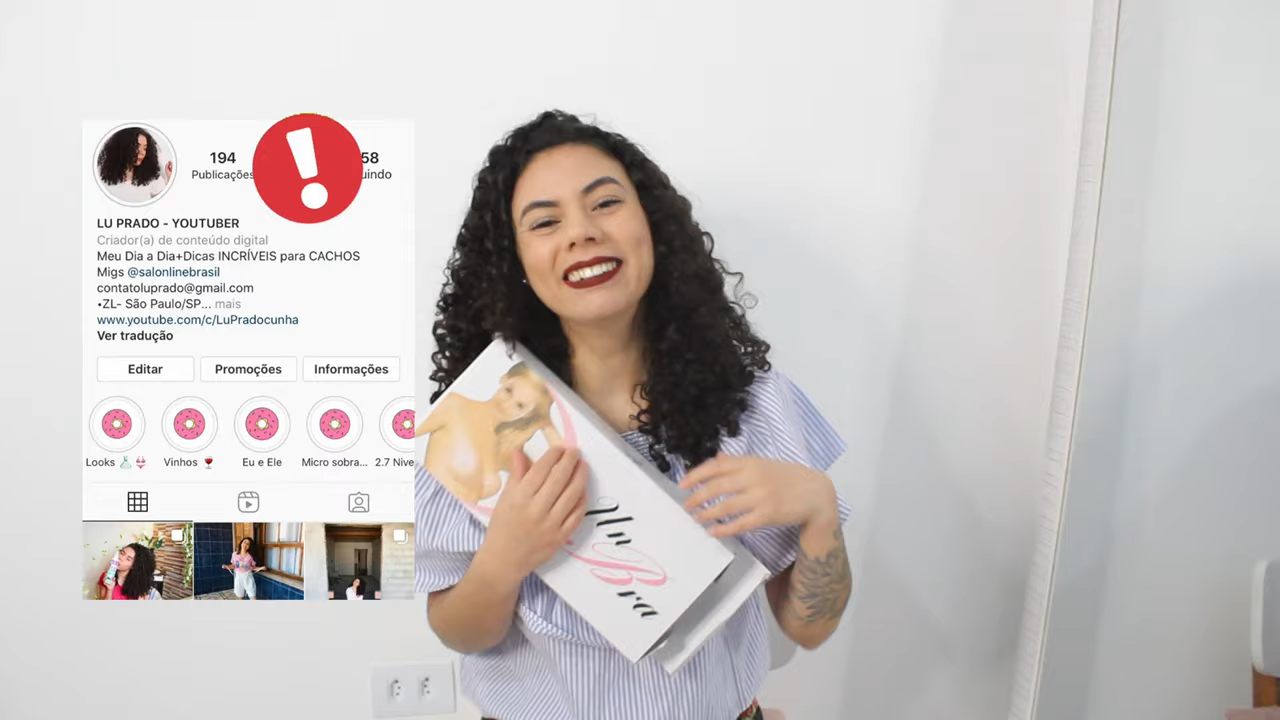 194
58
Publicações
uindo
LU PRADO - YOUTUBER
Criador(a) de conteúdo digital
Meu Dia a Dia+Dicas INCRÍVEIS para CACHOS
Migs @salonlinebrasil
contatoluprado@gmail.com
•ZL- São Paulo/SP... mais
www.youtube.com/c/LuPradocunha
Ver tradução
Editar
Promoções
Informações
Looks 👗👙
Vinhos 🍷
Eu e Ele
Micro sobra...
2.7 Nive
Bra